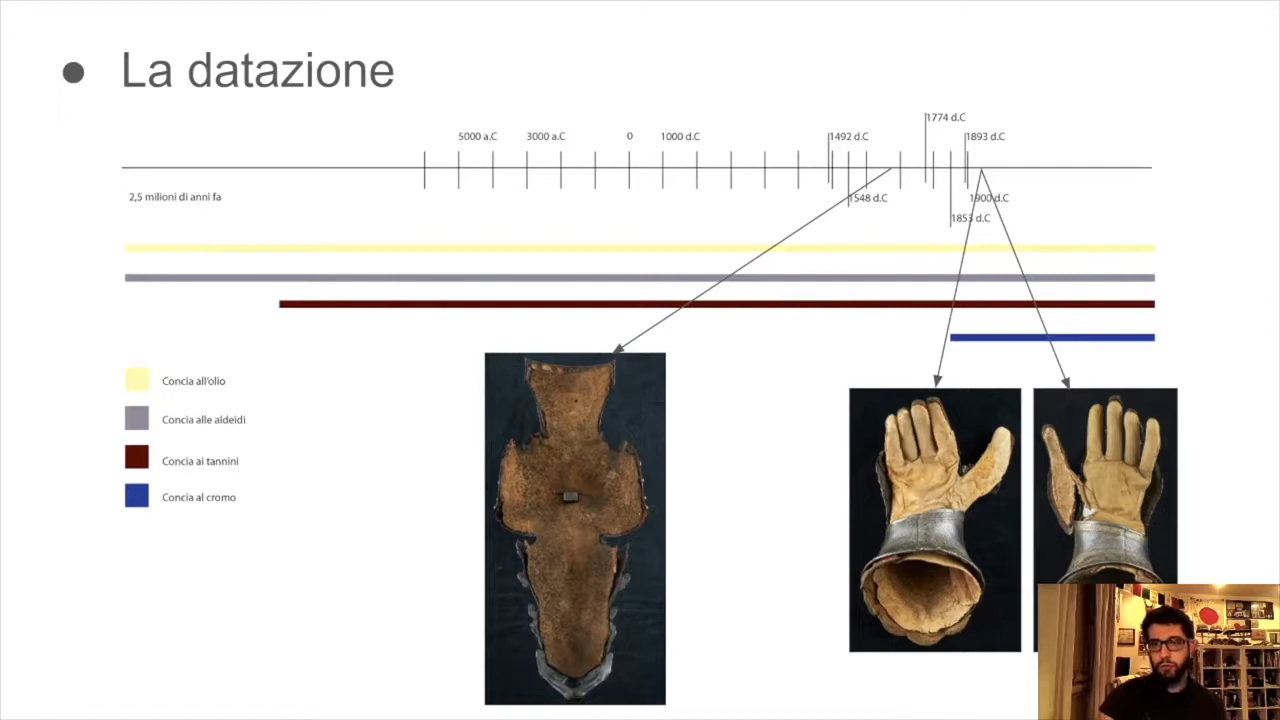 ● La datazione
1774 d.C
5000 a.C 3000 a.C 0 1000 d.C 1492 d.C 1893 d.C
2,5 milioni di anni fa 1548 d.C 1900 d.C
1853 d.C
Concia all'olio
Concia alle aldeidi
Concia ai tannini
Concia al cromo